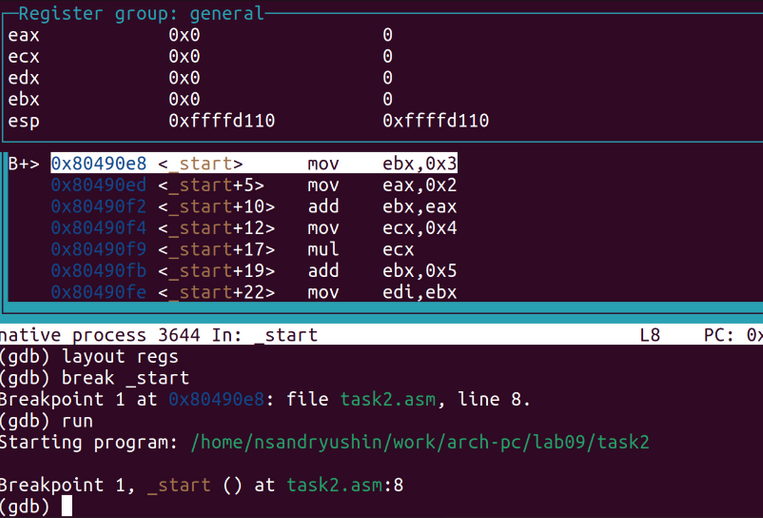 Register group: general
eax 0x0 0
ecx 0x0 0
edx 0x0 0
ebx 0x0 0
esp 0xffffd110 0xffffd110
B+> 0x80490e8 <_start> mov ebx,0x3
0x80490ed <_start+5> mov eax,0x2
0x80490f2 <_start+10> add ebx,eax
0x80490f4 <_start+12> mov ecx,0x4
0x80490f9 <_start+17> mul ecx
0x80490fb <_start+19> add ebx,0x5
0x80490fe <_start+22> mov edi,ebx
native process 3644 In: _start L8 PC: 0x
(gdb) layout regs
(gdb) break _start
Breakpoint 1 at 0x80490e8: file task2.asm, line 8.
(gdb) run
Starting program: /home/nsandryushin/work/arch-pc/lab09/task2
Breakpoint 1, _start () at task2.asm:8
(gdb)